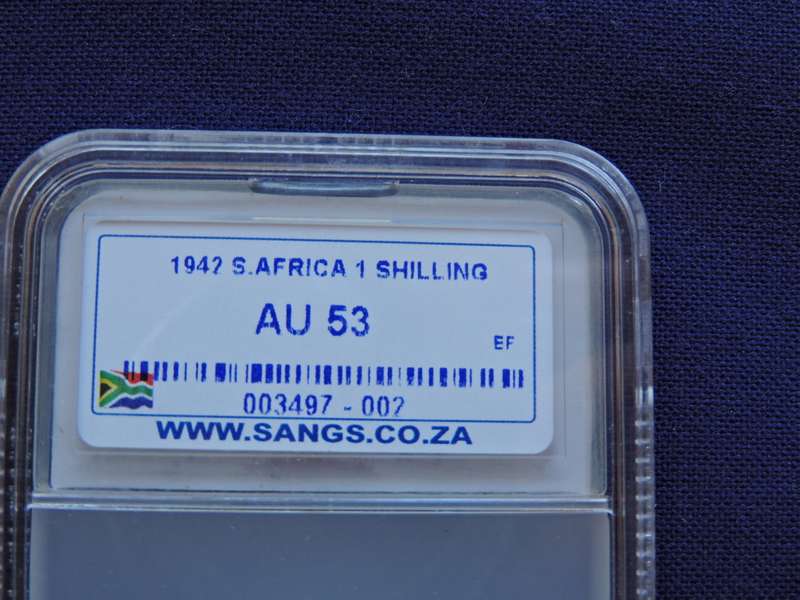 1942 S.AFRICA 1 SHILLING
AU 53
EF
003497 - 002
WWW.SANGS.CO.ZA